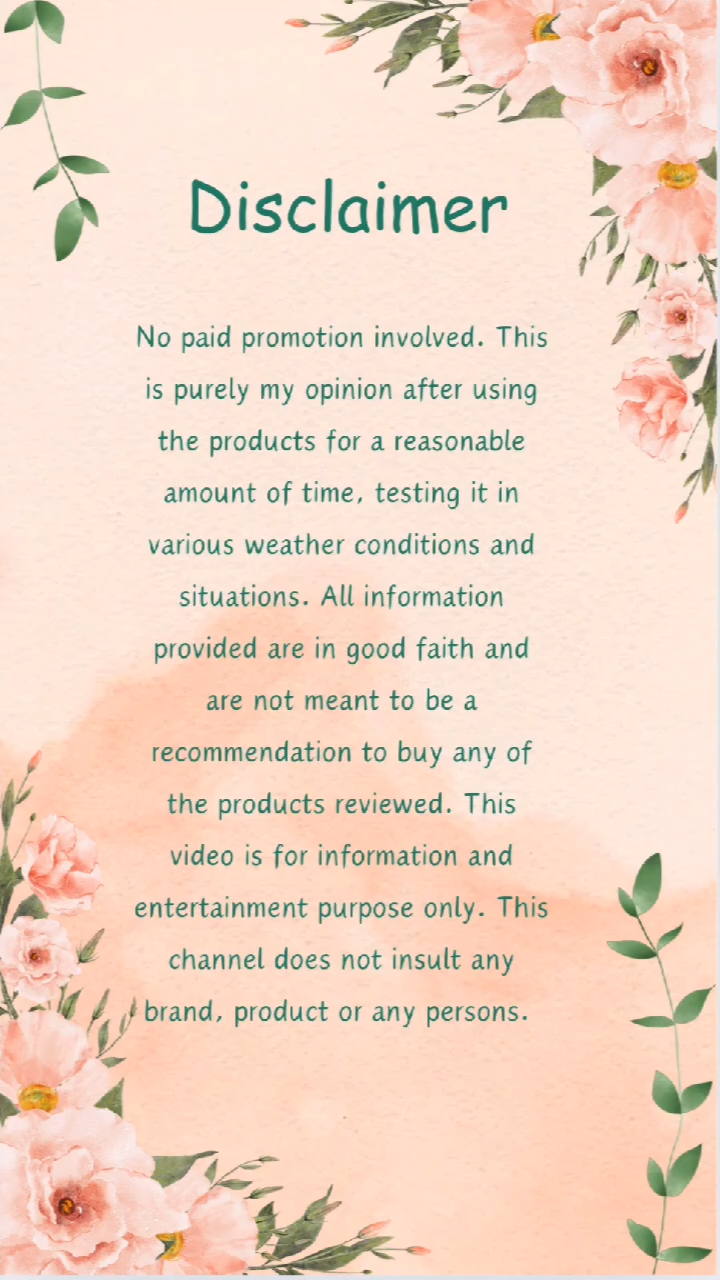 Disclaimer
No paid promotion involved. This
is purely my opinion after using
the products for a reasonable
amount of time, testing it in
various weather conditions and
situations. All information
provided are in good faith and
are not meant to be a
recommendation to buy any of
the products reviewed. This
video is for information and
entertainment purpose only. This
channel does not insult any
brand, product or any persons.